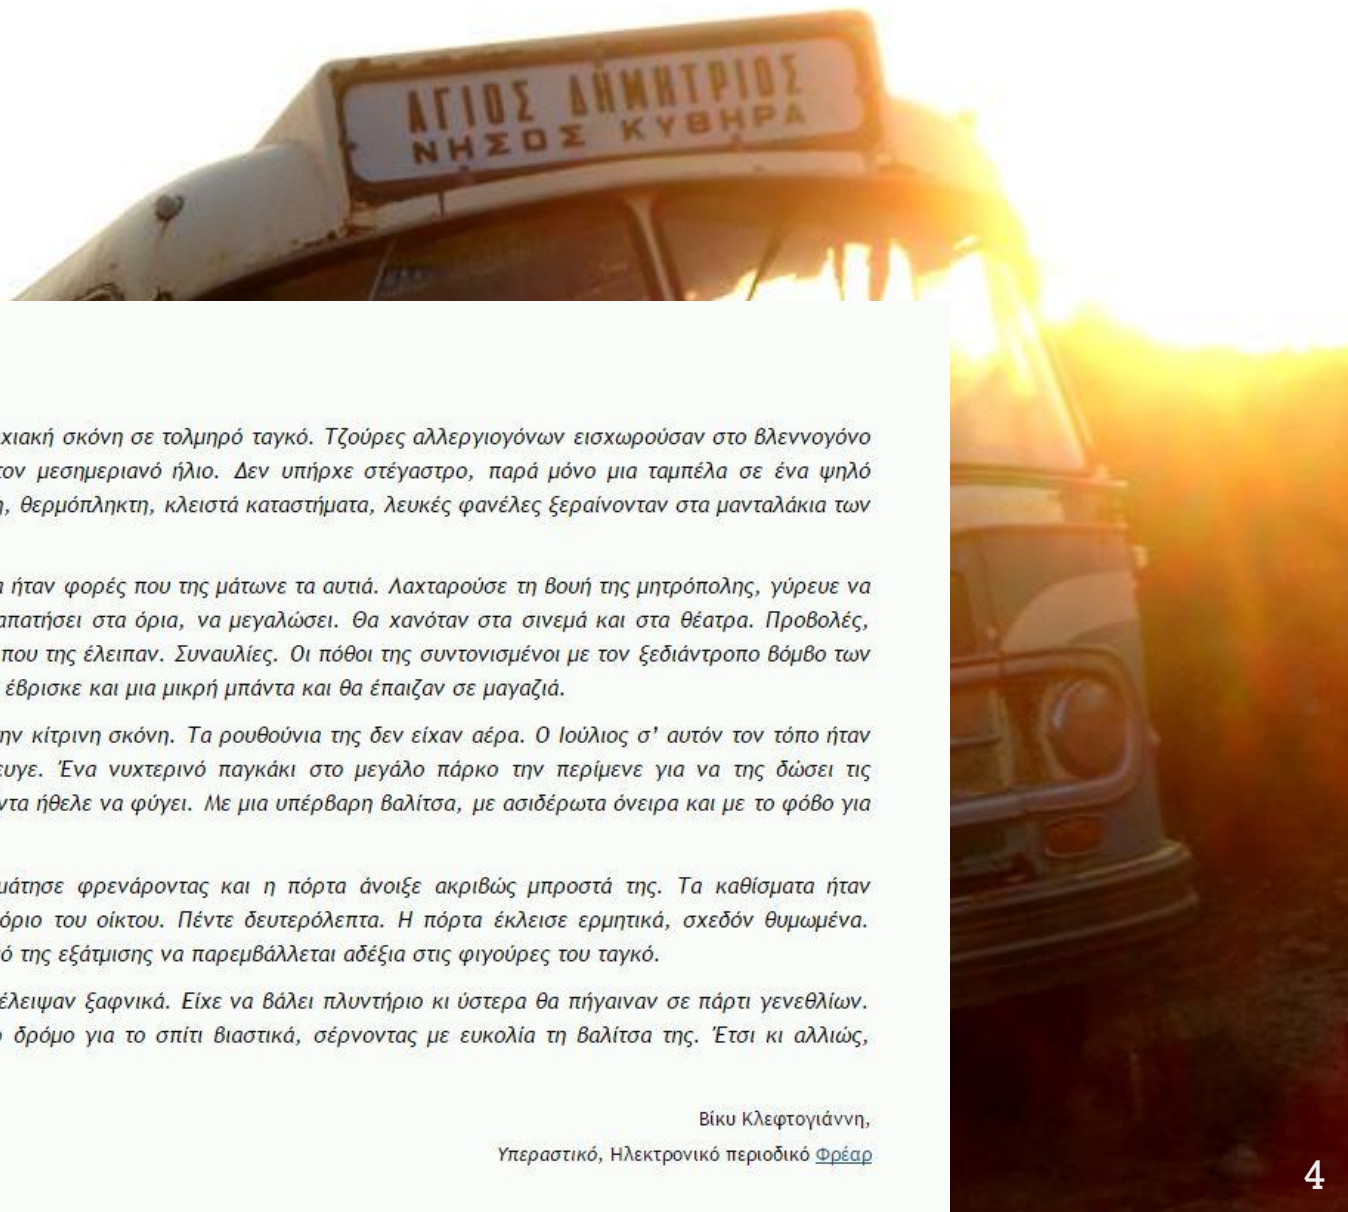 ΑΓΙΟΣ ΔΗΜΗΤΡΙΟΣ
ΝΗΣΟΣ ΚΥΘΗΡΑ
χιακή σκόνη σε τολμηρό ταγκό. Τζούρες αλλεργιογόνων εισχωρούσαν στο βλεννογόνο
τον μεσημεριανό ήλιο. Δεν υπήρχε στέγαστρο, παρά μόνο μια ταμπέλα σε ένα ψηλό
η, θερμόπληκτη, κλειστά καταστήματα, λευκές φανέλες ξεραίνονταν στα μανταλάκια των
ήταν φορές που της μάτωνε τα αυτιά. Λαχταρούσε τη βουή της μητρόπολης, γύρευε να
απατήσει στα όρια, να μεγαλώσει. Θα χανόταν στα σινεμά και στα θέατρα. Προβολές,
που της έλειπαν. Συναυλίες. Οι πόθοι της συντονισμένοι με τον ξεδιάντροπο βόμβο των
έβρισκε και μια μικρή μπάντα και θα έπαιζαν σε μαγαζιά.
ην κίτρινη σκόνη. Τα ρουθούνια της δεν είχαν αέρα. Ο Ιούλιος σ' αυτόν τον τόπο ήταν
ευγε. Ένα νυχτερινό παγκάκι στο μεγάλο πάρκο την περίμενε για να της δώσει τις
ντα ήθελε να φύγει. Με μια υπέρβαρη βαλίτσα, με ασιδέρωτα όνειρα και με το φόβο για
μάτησε φρενάροντας και η πόρτα άνοιξε ακριβώς μπροστά της. Τα καθίσματα ήταν
όριο του οίκτου. Πέντε δευτερόλεπτα. Η πόρτα έκλεισε ερμητικά, σχεδόν θυμωμένα.
ό της εξάτμισης να παρεμβάλλεται αδέξια στις φιγούρες του ταγκό.
έλειψαν ξαφνικά. Είχε να βάλει πλυντήριο κι ύστερα θα πήγαιναν σε πάρτι γενεθλίων.
ο δρόμο για το σπίτι βιαστικά, σέρνοντας με ευκολία τη βαλίτσα της. Έτσι κι αλλιώς,
Βίκυ Κλεφτογιάννη,
Υπεραστικό, Ηλεκτρονικό περιοδικό Φρέαρ
4